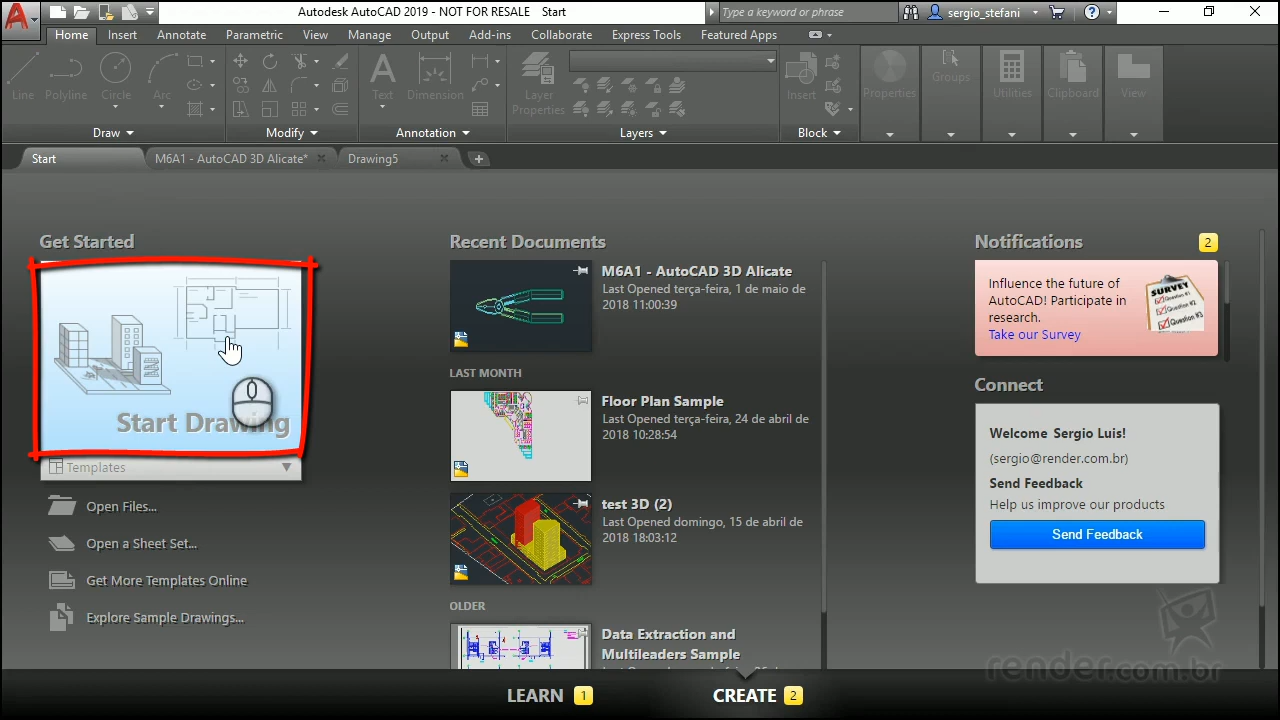 Autodesk AutoCAD 2019 - NOT FOR RESALE Start
Type a keyword or phrase
sergio_stefani
Home Insert Annotate Parametric View Manage Output Add-ins Collaborate Express Tools Featured Apps
Line Polyline Circle Arc
Text Dimension
Layer
Properties
Insert
Properties
Groups
Utilities
Clipboard
View
Draw Modify Annotation Layers Block
Start M6A1 - AutoCAD 3D Alicate* Drawing5
Get Started
Start Drawing
Templates
Open Files...
Open a Sheet Set...
Get More Templates Online
Explore Sample Drawings...
Recent Documents
M6A1 - AutoCAD 3D Alicate
Last Opened terça-feira, 1 de maio de
2018 11:00:39
LAST MONTH
Floor Plan Sample
Last Opened terça-feira, 24 de abril de
2018 10:28:54
test 3D (2)
Last Opened domingo, 15 de abril de
2018 18:03:12
OLDER
Data Extraction and
Multileaders Sample
Notifications 2
Influence the future of
AutoCAD! Participate in
research.
Take our Survey
SURVEY
Question #1
Question #2
Question #3
Connect
Welcome Sergio Luis!
(sergio@render.com.br)
Send Feedback
Help us improve our products
Send Feedback
render.com.br
LEARN 1 CREATE 2